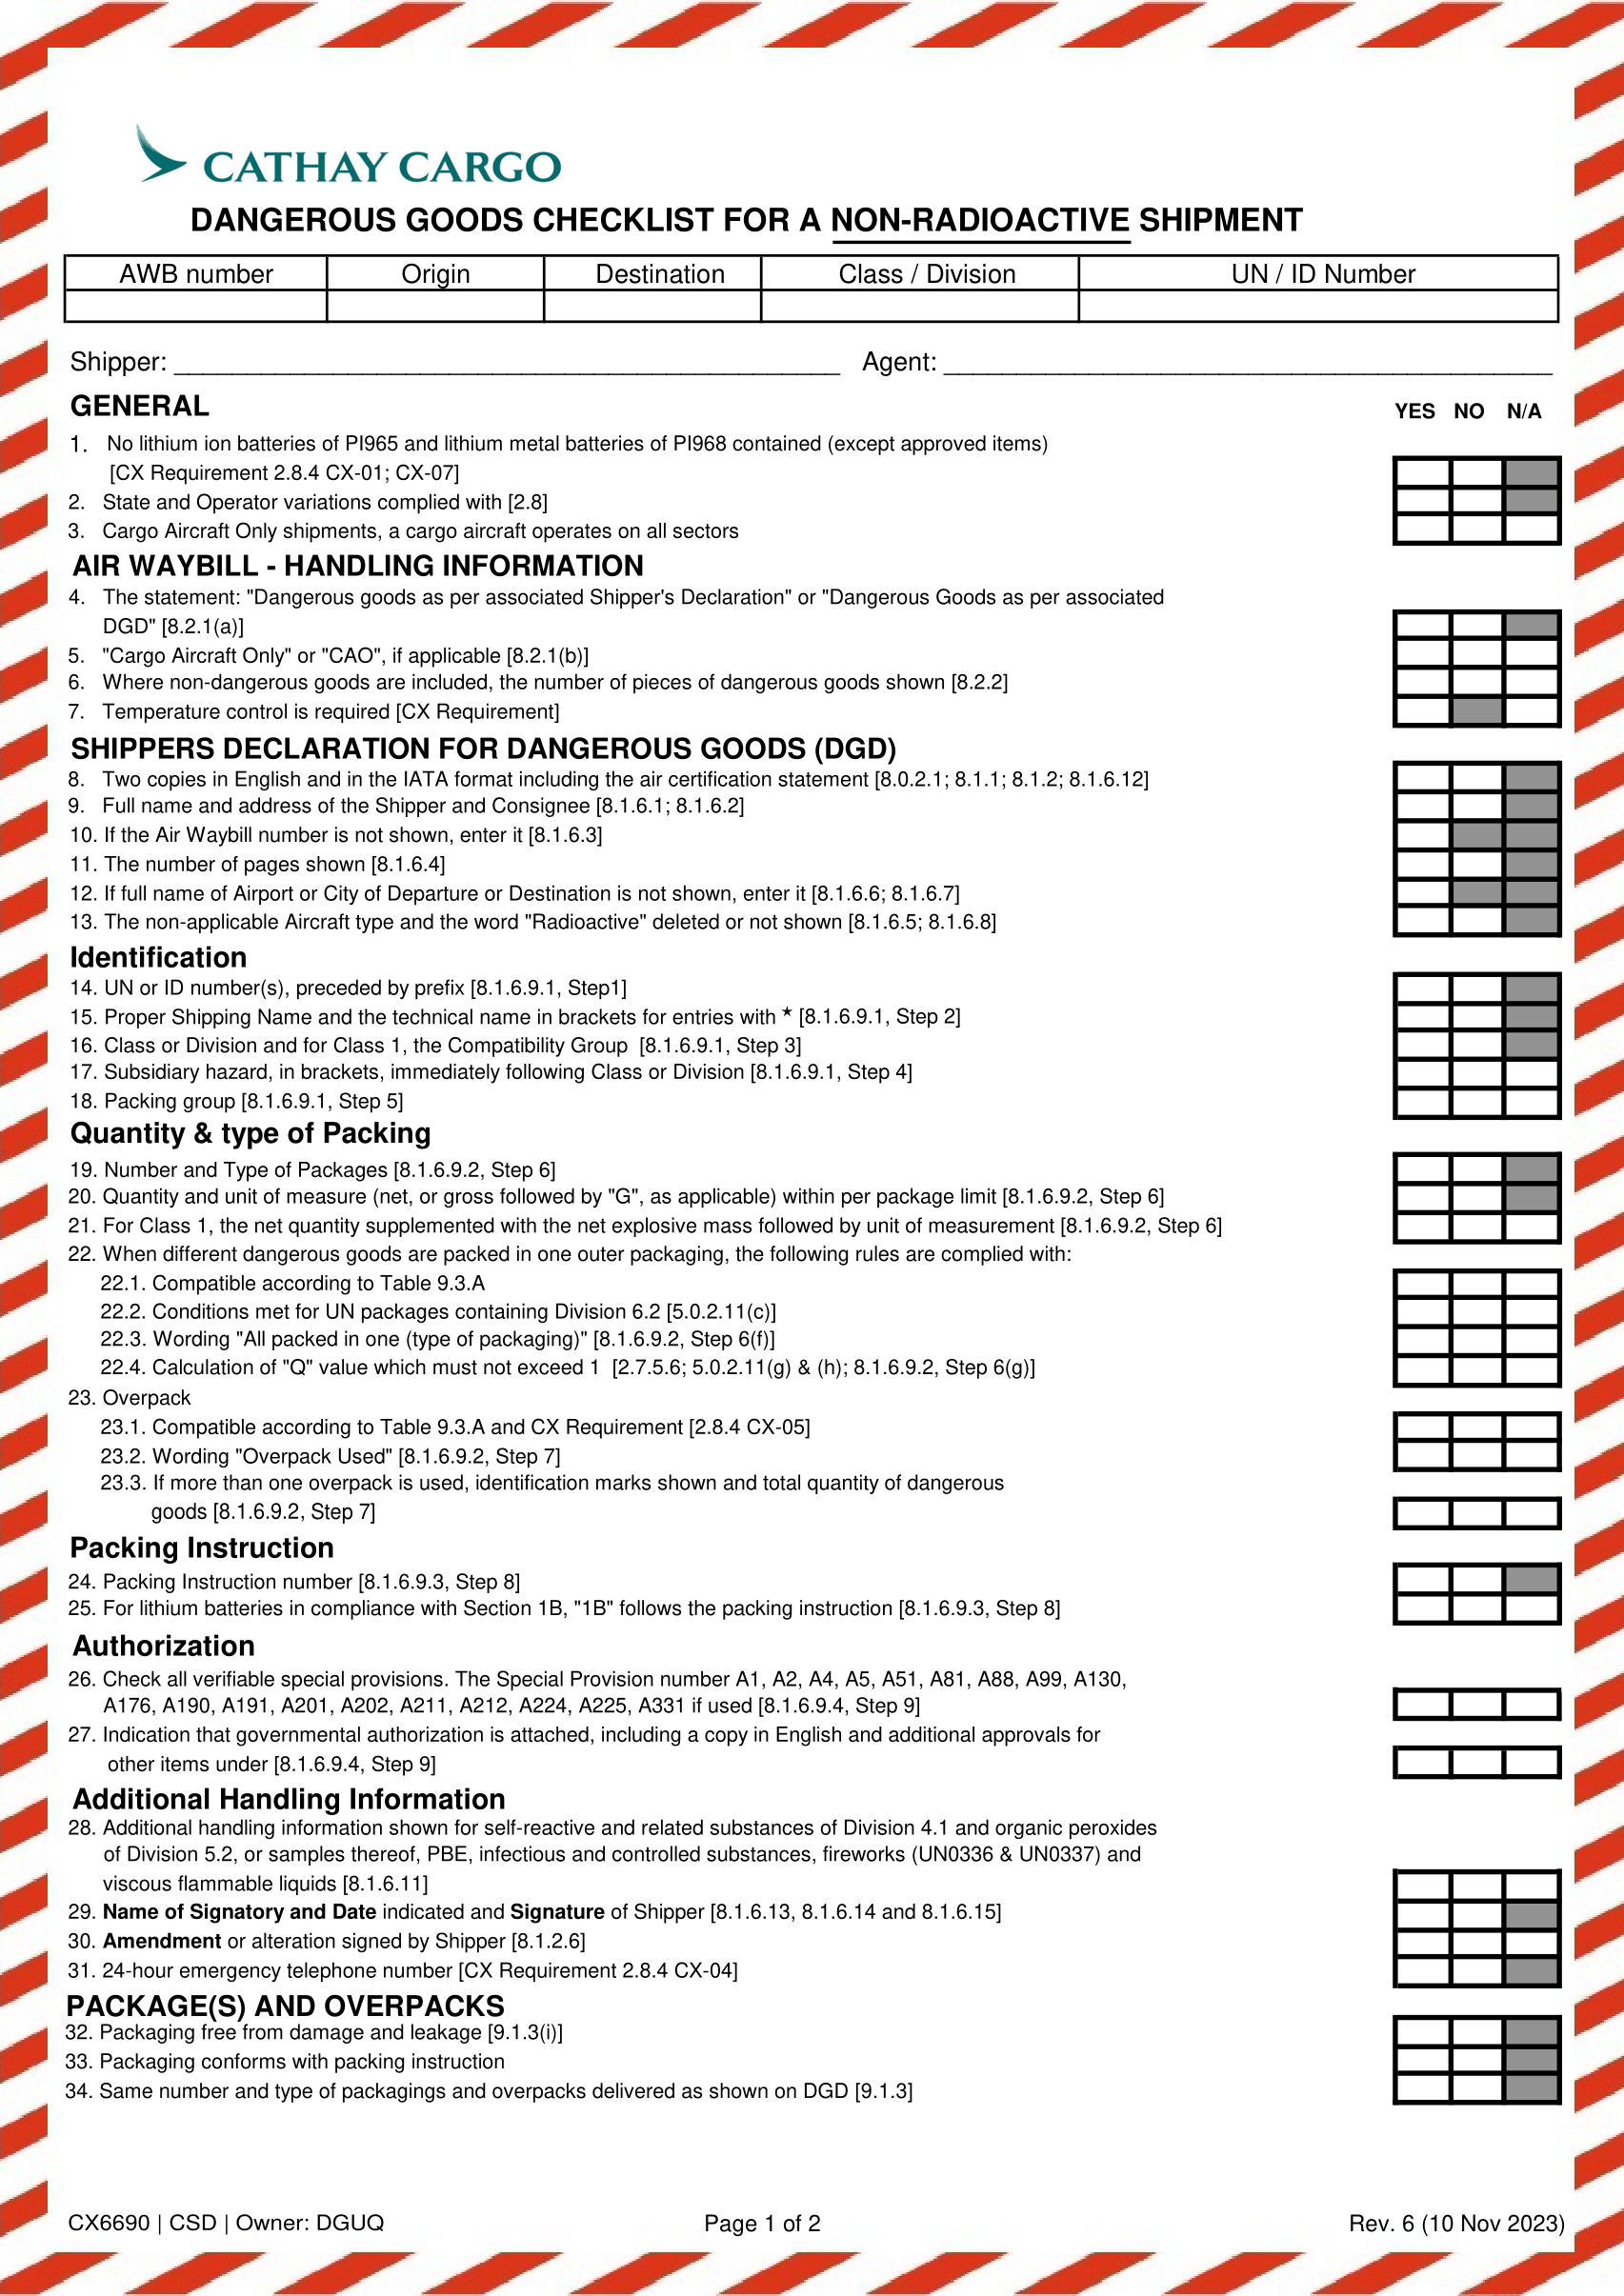 CATHAY CARGO
DANGEROUS GOODS CHECKLIST FOR A NON-RADIOACTIVE SHIPMENT
AWB number Origin Destination Class / Division UN / ID Number
Shipper: Agent:
GENERAL YES NO N/A
1. No lithium ion batteries of PI965 and lithium metal batteries of PI968 contained (except approved items)
[CX Requirement 2.8.4 CX-01; CX-07]
2. State and Operator variations complied with [2.8]
3. Cargo Aircraft Only shipments, a cargo aircraft operates on all sectors
AIR WAYBILL - HANDLING INFORMATION
4. The statement: "Dangerous goods as per associated Shipper's Declaration" or "Dangerous Goods as per associated
DGD" [8.2.1(a)]
5. "Cargo Aircraft Only" or "CAO", if applicable [8.2.1(b)]
6. Where non-dangerous goods are included, the number of pieces of dangerous goods shown [8.2.2]
7. Temperature control is required [CX Requirement]
SHIPPERS DECLARATION FOR DANGEROUS GOODS (DGD)
8. Two copies in English and in the IATA format including the air certification statement [8.0.2.1; 8.1.1; 8.1.2; 8.1.6.12]
9. Full name and address of the Shipper and Consignee [8.1.6.1; 8.1.6.2]
10. If the Air Waybill number is not shown, enter it [8.1.6.3]
11. The number of pages shown [8.1.6.4]
12. If full name of Airport or City of Departure or Destination is not shown, enter it [8.1.6.6; 8.1.6.7]
13. The non-applicable Aircraft type and the word "Radioactive" deleted or not shown [8.1.6.5; 8.1.6.8]
Identification
14. UN or ID number(s), preceded by prefix [8.1.6.9.1, Step1]
15. Proper Shipping Name and the technical name in brackets for entries with ★ [8.1.6.9.1, Step 2]
16. Class or Division and for Class 1, the Compatibility Group [8.1.6.9.1, Step 3]
17. Subsidiary hazard, in brackets, immediately following Class or Division [8.1.6.9.1, Step 4]
18. Packing group [8.1.6.9.1, Step 5]
Quantity & type of Packing
19. Number and Type of Packages [8.1.6.9.2, Step 6]
20. Quantity and unit of measure (net, or gross followed by "G", as applicable) within per package limit [8.1.6.9.2, Step 6]
21. For Class 1, the net quantity supplemented with the net explosive mass followed by unit of measurement [8.1.6.9.2, Step 6]
22. When different dangerous goods are packed in one outer packaging, the following rules are complied with:
22.1. Compatible according to Table 9.3.A
22.2. Conditions met for UN packages containing Division 6.2 [5.0.2.11(c)]
22.3. Wording "All packed in one (type of packaging)" [8.1.6.9.2, Step 6(f)]
22.4. Calculation of "Q" value which must not exceed 1 [2.7.5.6; 5.0.2.11(g) & (h); 8.1.6.9.2, Step 6(g)]
23. Overpack
23.1. Compatible according to Table 9.3.A and CX Requirement [2.8.4 CX-05]
23.2. Wording "Overpack Used" [8.1.6.9.2, Step 7]
23.3. If more than one overpack is used, identification marks shown and total quantity of dangerous
goods [8.1.6.9.2, Step 7]
Packing Instruction
24. Packing Instruction number [8.1.6.9.3, Step 8]
25. For lithium batteries in compliance with Section 1B, "1B" follows the packing instruction [8.1.6.9.3, Step 8]
Authorization
26. Check all verifiable special provisions. The Special Provision number A1, A2, A4, A5, A51, A81, A88, A99, A130,
A176, A190, A191, A201, A202, A211, A212, A224, A225, A331 if used [8.1.6.9.4, Step 9]
27. Indication that governmental authorization is attached, including a copy in English and additional approvals for
other items under [8.1.6.9.4, Step 9]
Additional Handling Information
28. Additional handling information shown for self-reactive and related substances of Division 4.1 and organic peroxides
of Division 5.2, or samples thereof, PBE, infectious and controlled substances, fireworks (UN0336 & UN0337) and
viscous flammable liquids [8.1.6.11]
29. Name of Signatory and Date indicated and Signature of Shipper [8.1.6.13, 8.1.6.14 and 8.1.6.15]
30. Amendment or alteration signed by Shipper [8.1.2.6]
31. 24-hour emergency telephone number [CX Requirement 2.8.4 CX-04]
PACKAGE(S) AND OVERPACKS
32. Packaging free from damage and leakage [9.1.3(i)]
33. Packaging conforms with packing instruction
34. Same number and type of packagings and overpacks delivered as shown on DGD [9.1.3]
CX6690 | CSD | Owner: DGUQ Page 1 of 2 Rev. 6 (10 Nov 2023)